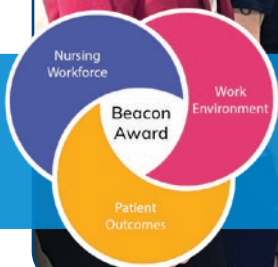 Nursing
Workforce
Work
Environment
Beacon
Award
Patient
Outcomes